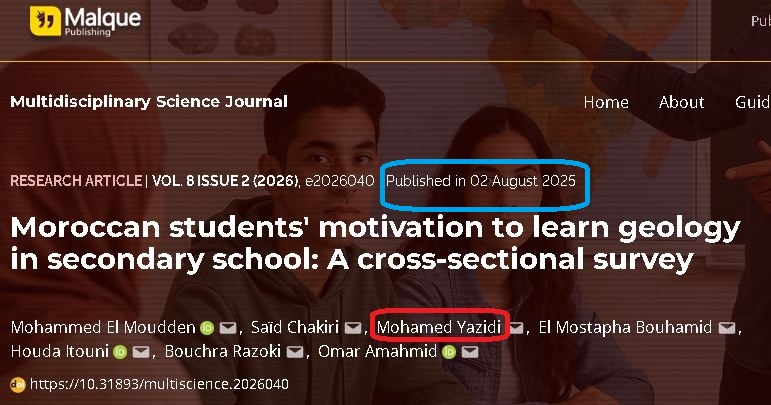 Malque
Publishing
Multidisciplinary Science Journal
Home About
RESEARCH ARTICLE | VOL. 8 ISSUE 2 (2026), e2026040 Published in 02 August 2025
Moroccan students' motivation to learn geology
in secondary school: A cross-sectional survey
Mohammed El Moudden, Saïd Chakiri, Mohamed Yazidi, El Mostapha Bouhamid,
Houda Itouni, Bouchra Razoki, Omar Amahmid
https://10.31893/multiscience.2026040